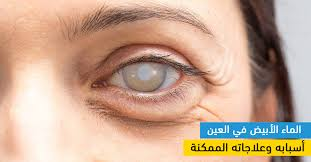 الماء الأبيض في العين
أسبابه وعلاجاته الممكنة